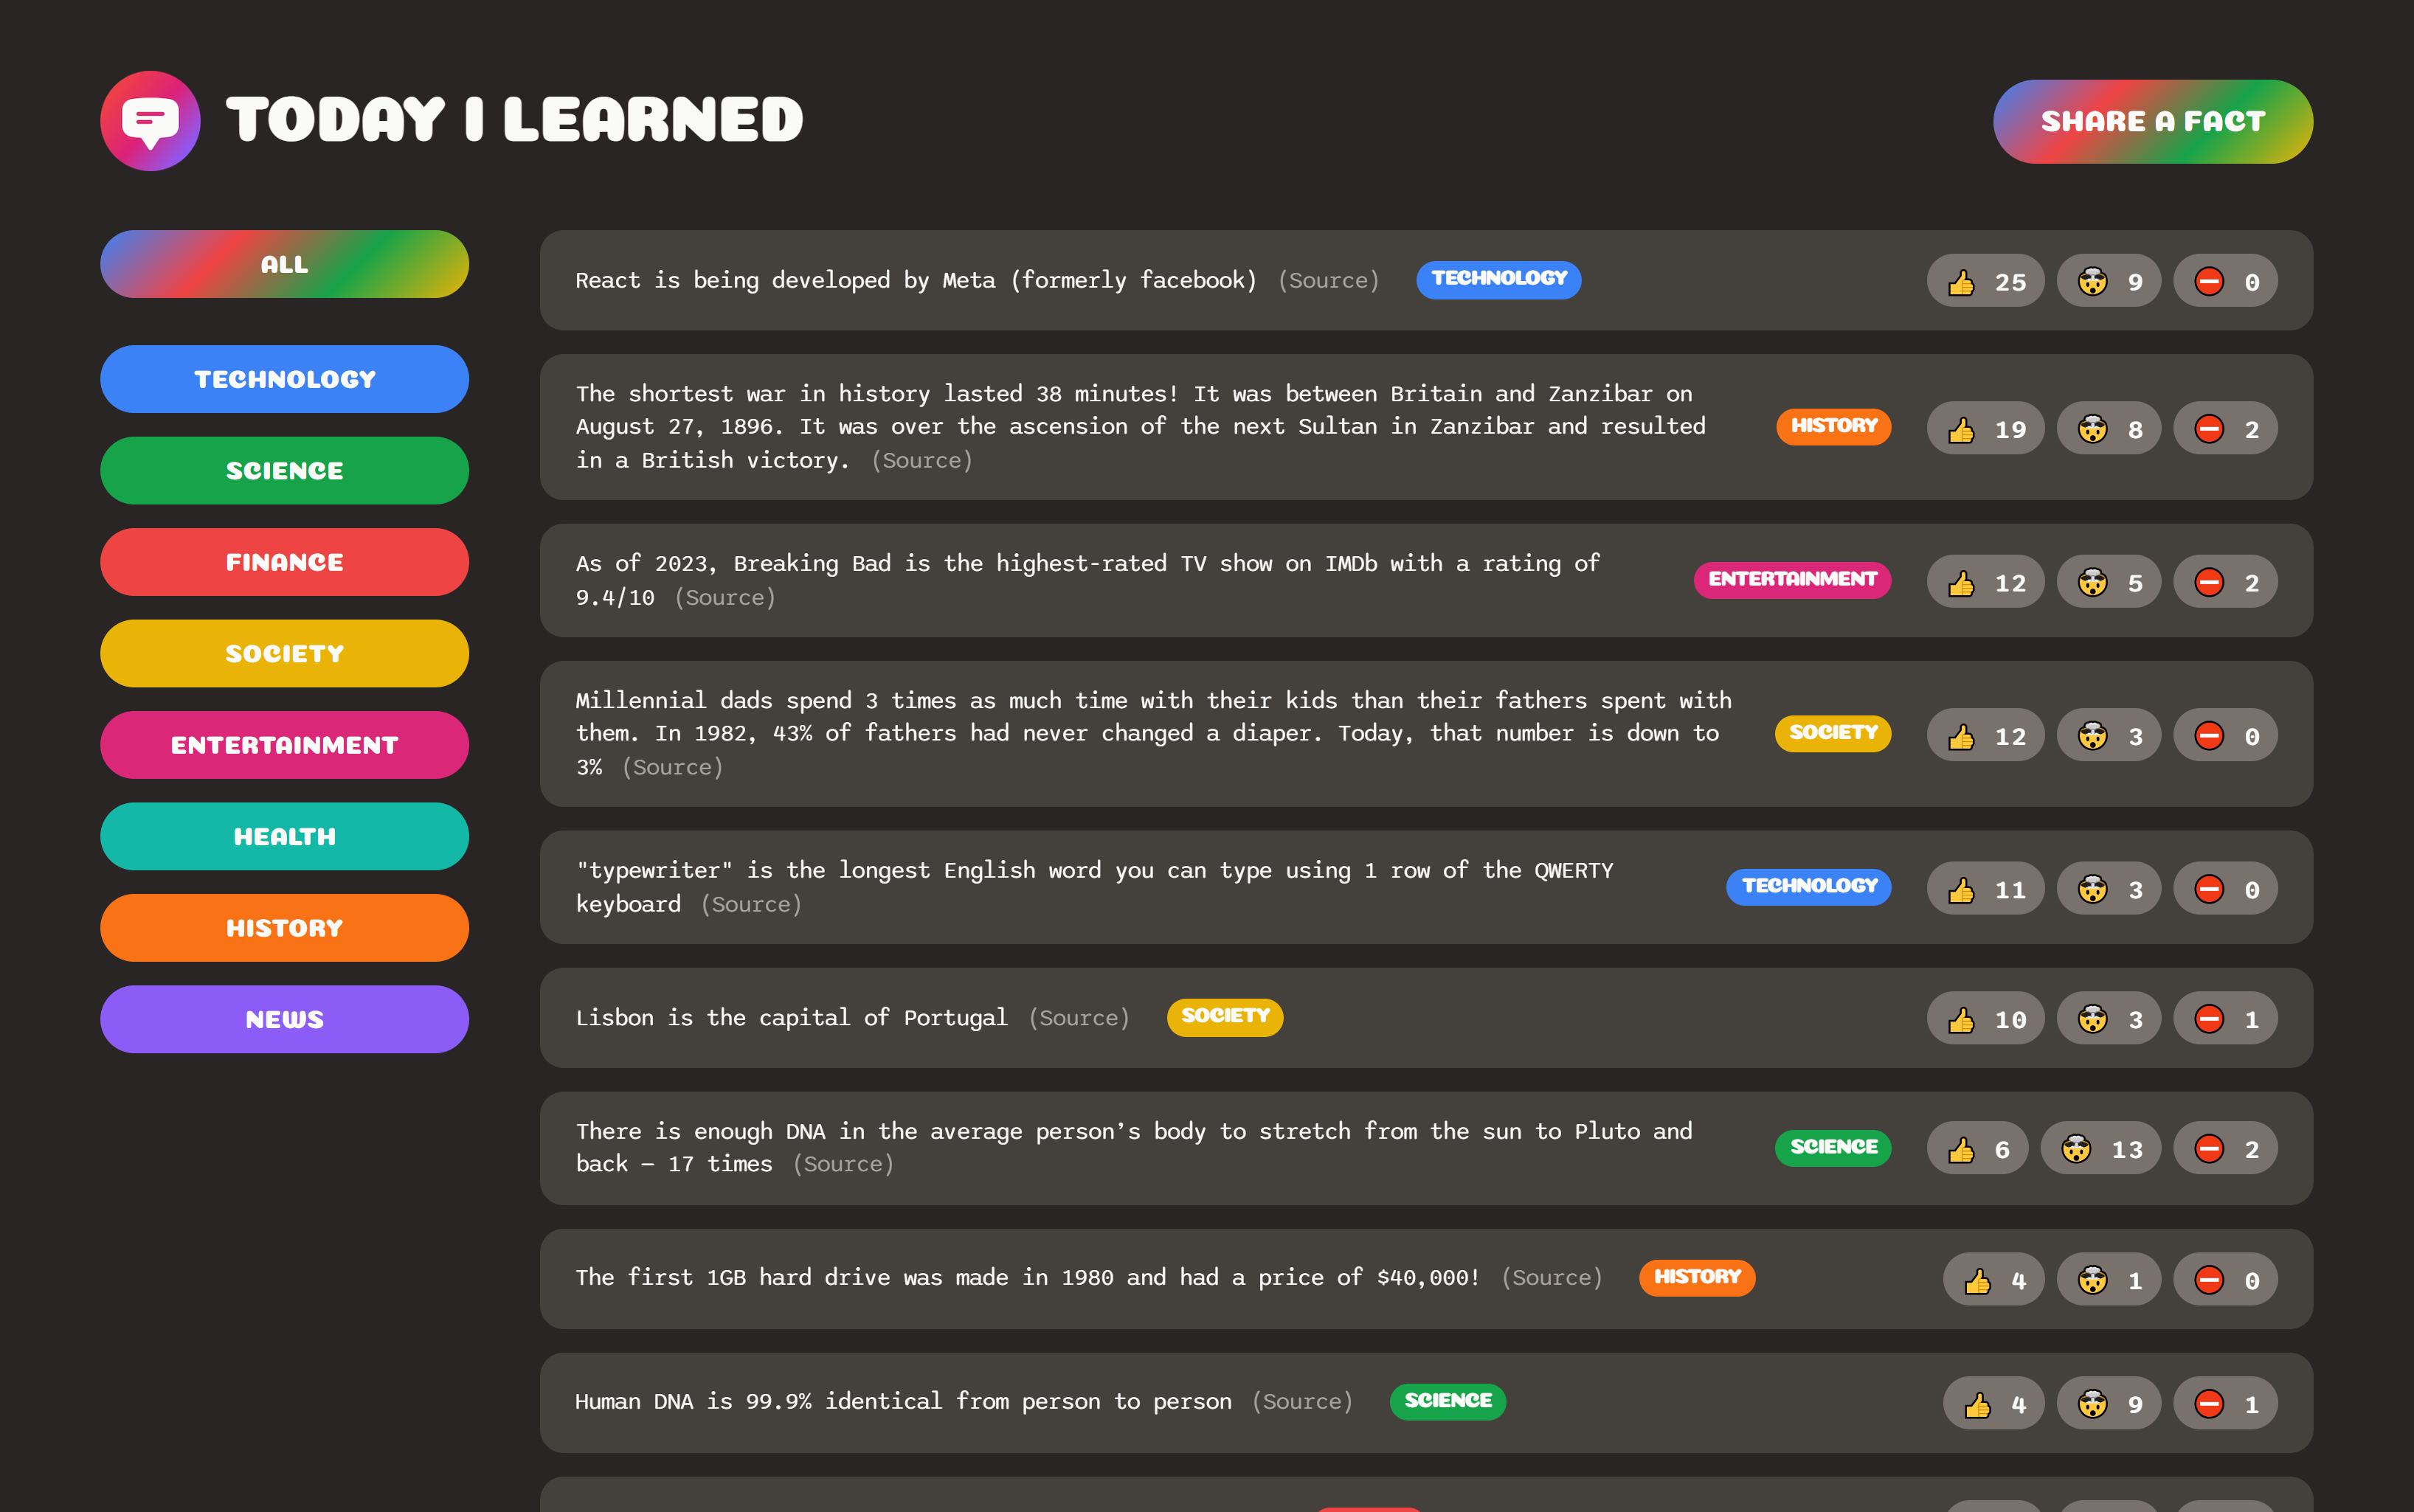 TODAY I LEARNED
SHARE A FACT
ALL
TECHNOLOGY
SCIENCE
FINANCE
SOCIETY
ENTERTAINMENT
HEALTH
HISTORY
NEWS
React is being developed by Meta (formerly facebook) (Source) TECHNOLOGY 25 9 0
The shortest war in history lasted 38 minutes! It was between Britain and Zanzibar on
August 27, 1896. It was over the ascension of the next Sultan in Zanzibar and resulted
in a British victory. (Source)
HISTORY 19 8 2
As of 2023, Breaking Bad is the highest-rated TV show on IMDb with a rating of
9.4/10 (Source)
ENTERTAINMENT 12 5 2
Millennial dads spend 3 times as much time with their kids than their fathers spent with
them. In 1982, 43% of fathers had never changed a diaper. Today, that number is down to
3% (Source)
SOCIETY 12 3 0
"typewriter" is the longest English word you can type using 1 row of the QWERTY
keyboard (Source)
TECHNOLOGY 11 3 0
Lisbon is the capital of Portugal (Source) SOCIETY 10 3 1
There is enough DNA in the average person’s body to stretch from the sun to Pluto and
back — 17 times (Source)
SCIENCE 6 13 2
The first 1GB hard drive was made in 1980 and had a price of $40,000! (Source) HISTORY 4 1 0
Human DNA is 99.9% identical from person to person (Source) SCIENCE 4 9 1